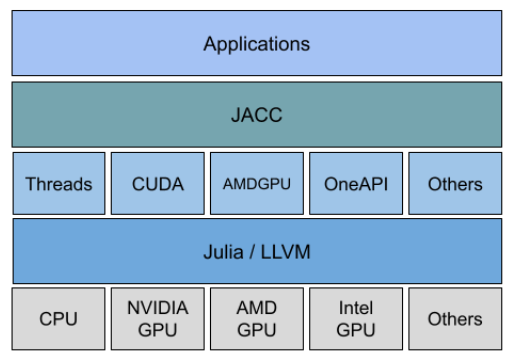 Applications
JACC
Threads
CUDA
AMDGPU
OneAPI
Others
Julia / LLVM
CPU
NVIDIA
GPU
AMD
GPU
Intel
GPU
Others